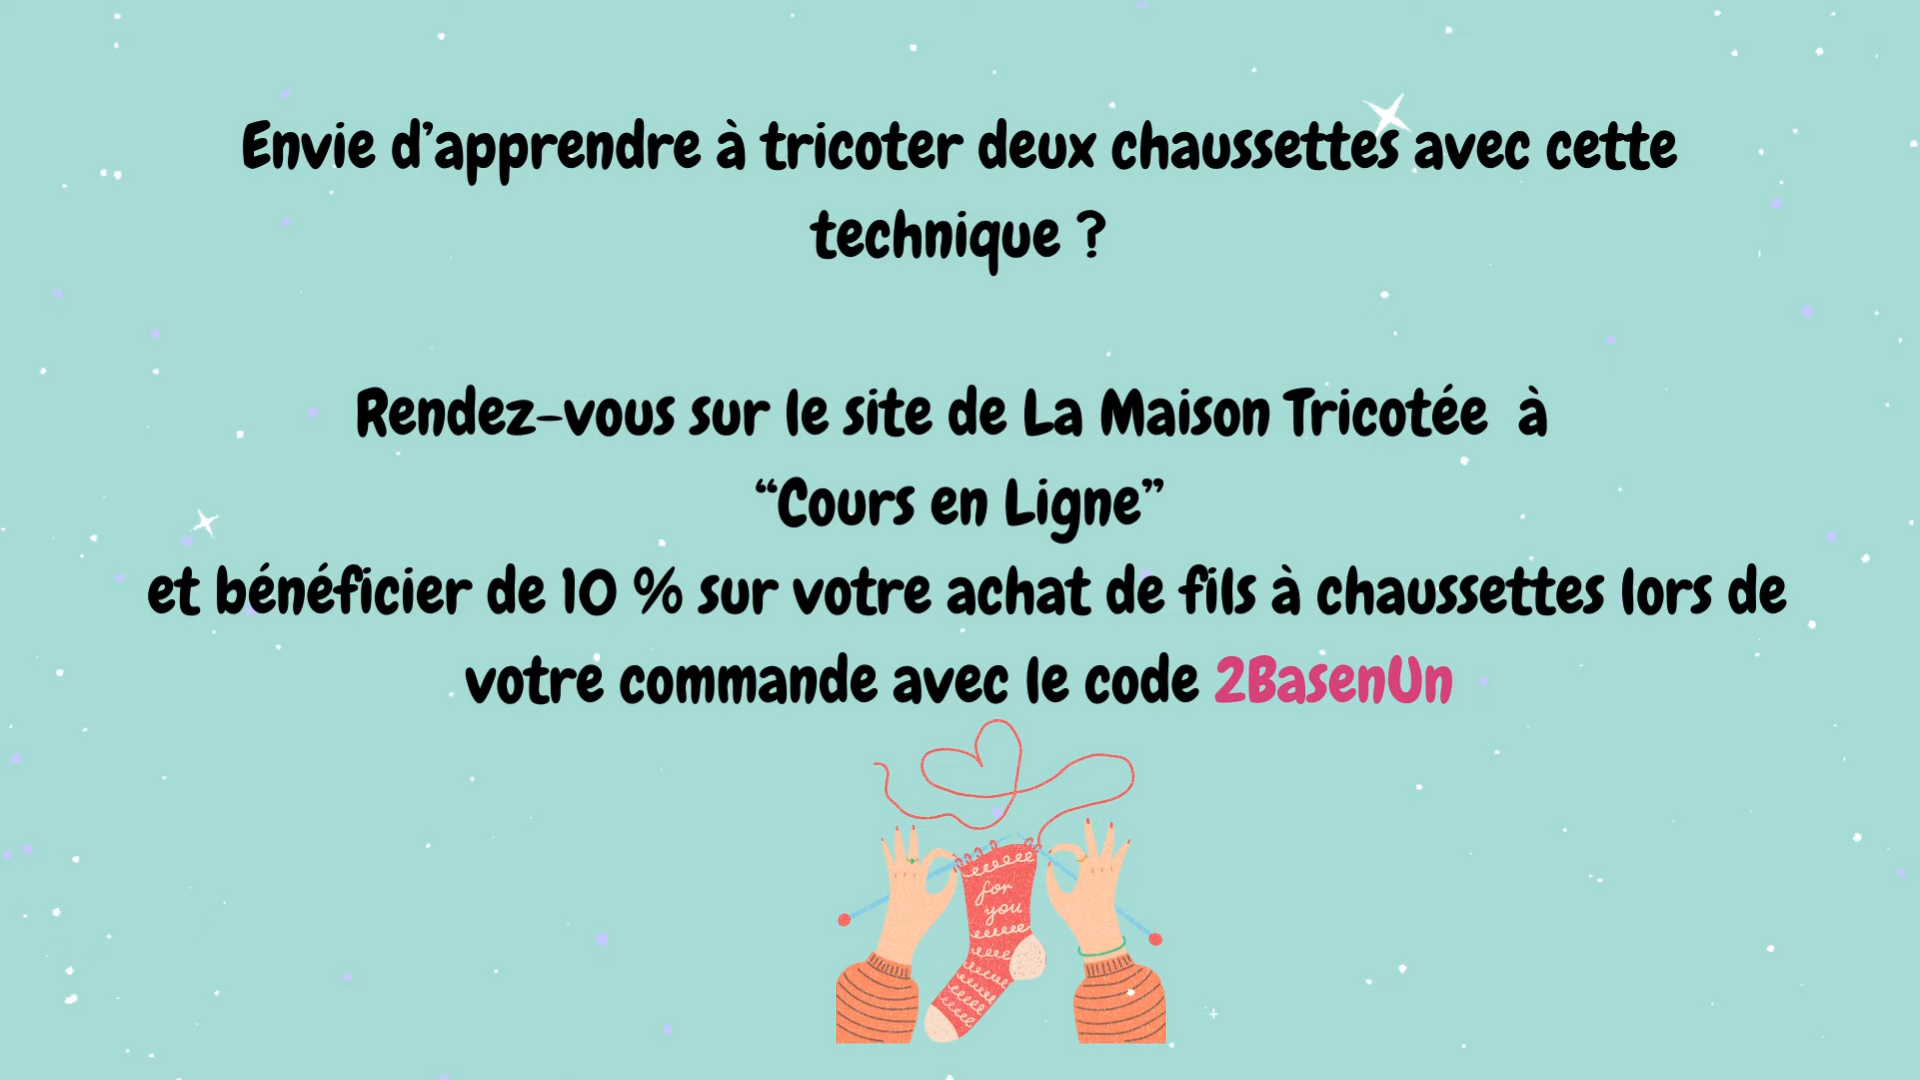 Envie d’apprendre à tricoter deux chaussettes avec cette
technique ?
Rendez-vous sur le site de La Maison Tricotée à
“Cours en Ligne”
et bénéficier de 10 % sur votre achat de fils à chaussettes lors de
votre commande avec le code 2BasenUn
for
you